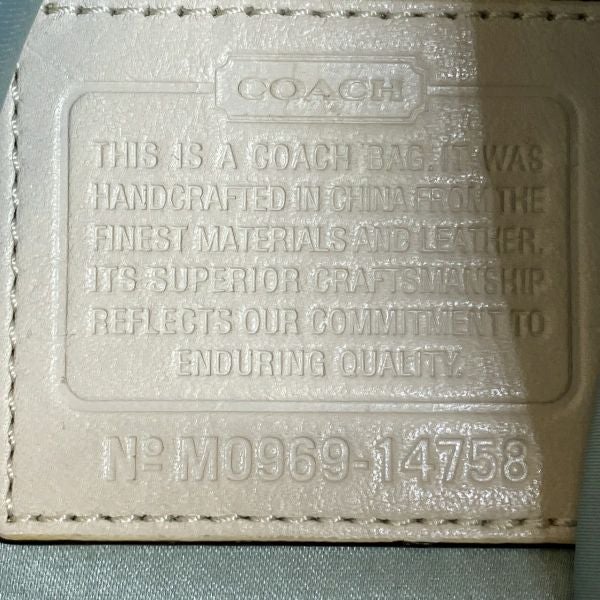 COACH
THIS IS A COACH BAG. IT WAS
HANDCRAFTED IN CHINA FROM THE
FINEST MATERIALS AND LEATHER.
ITS SUPERIOR CRAFTSMANSHIP
REFLECTS OUR COMMITMENT TO
ENDURING QUALITY.
Nº M0969-14758